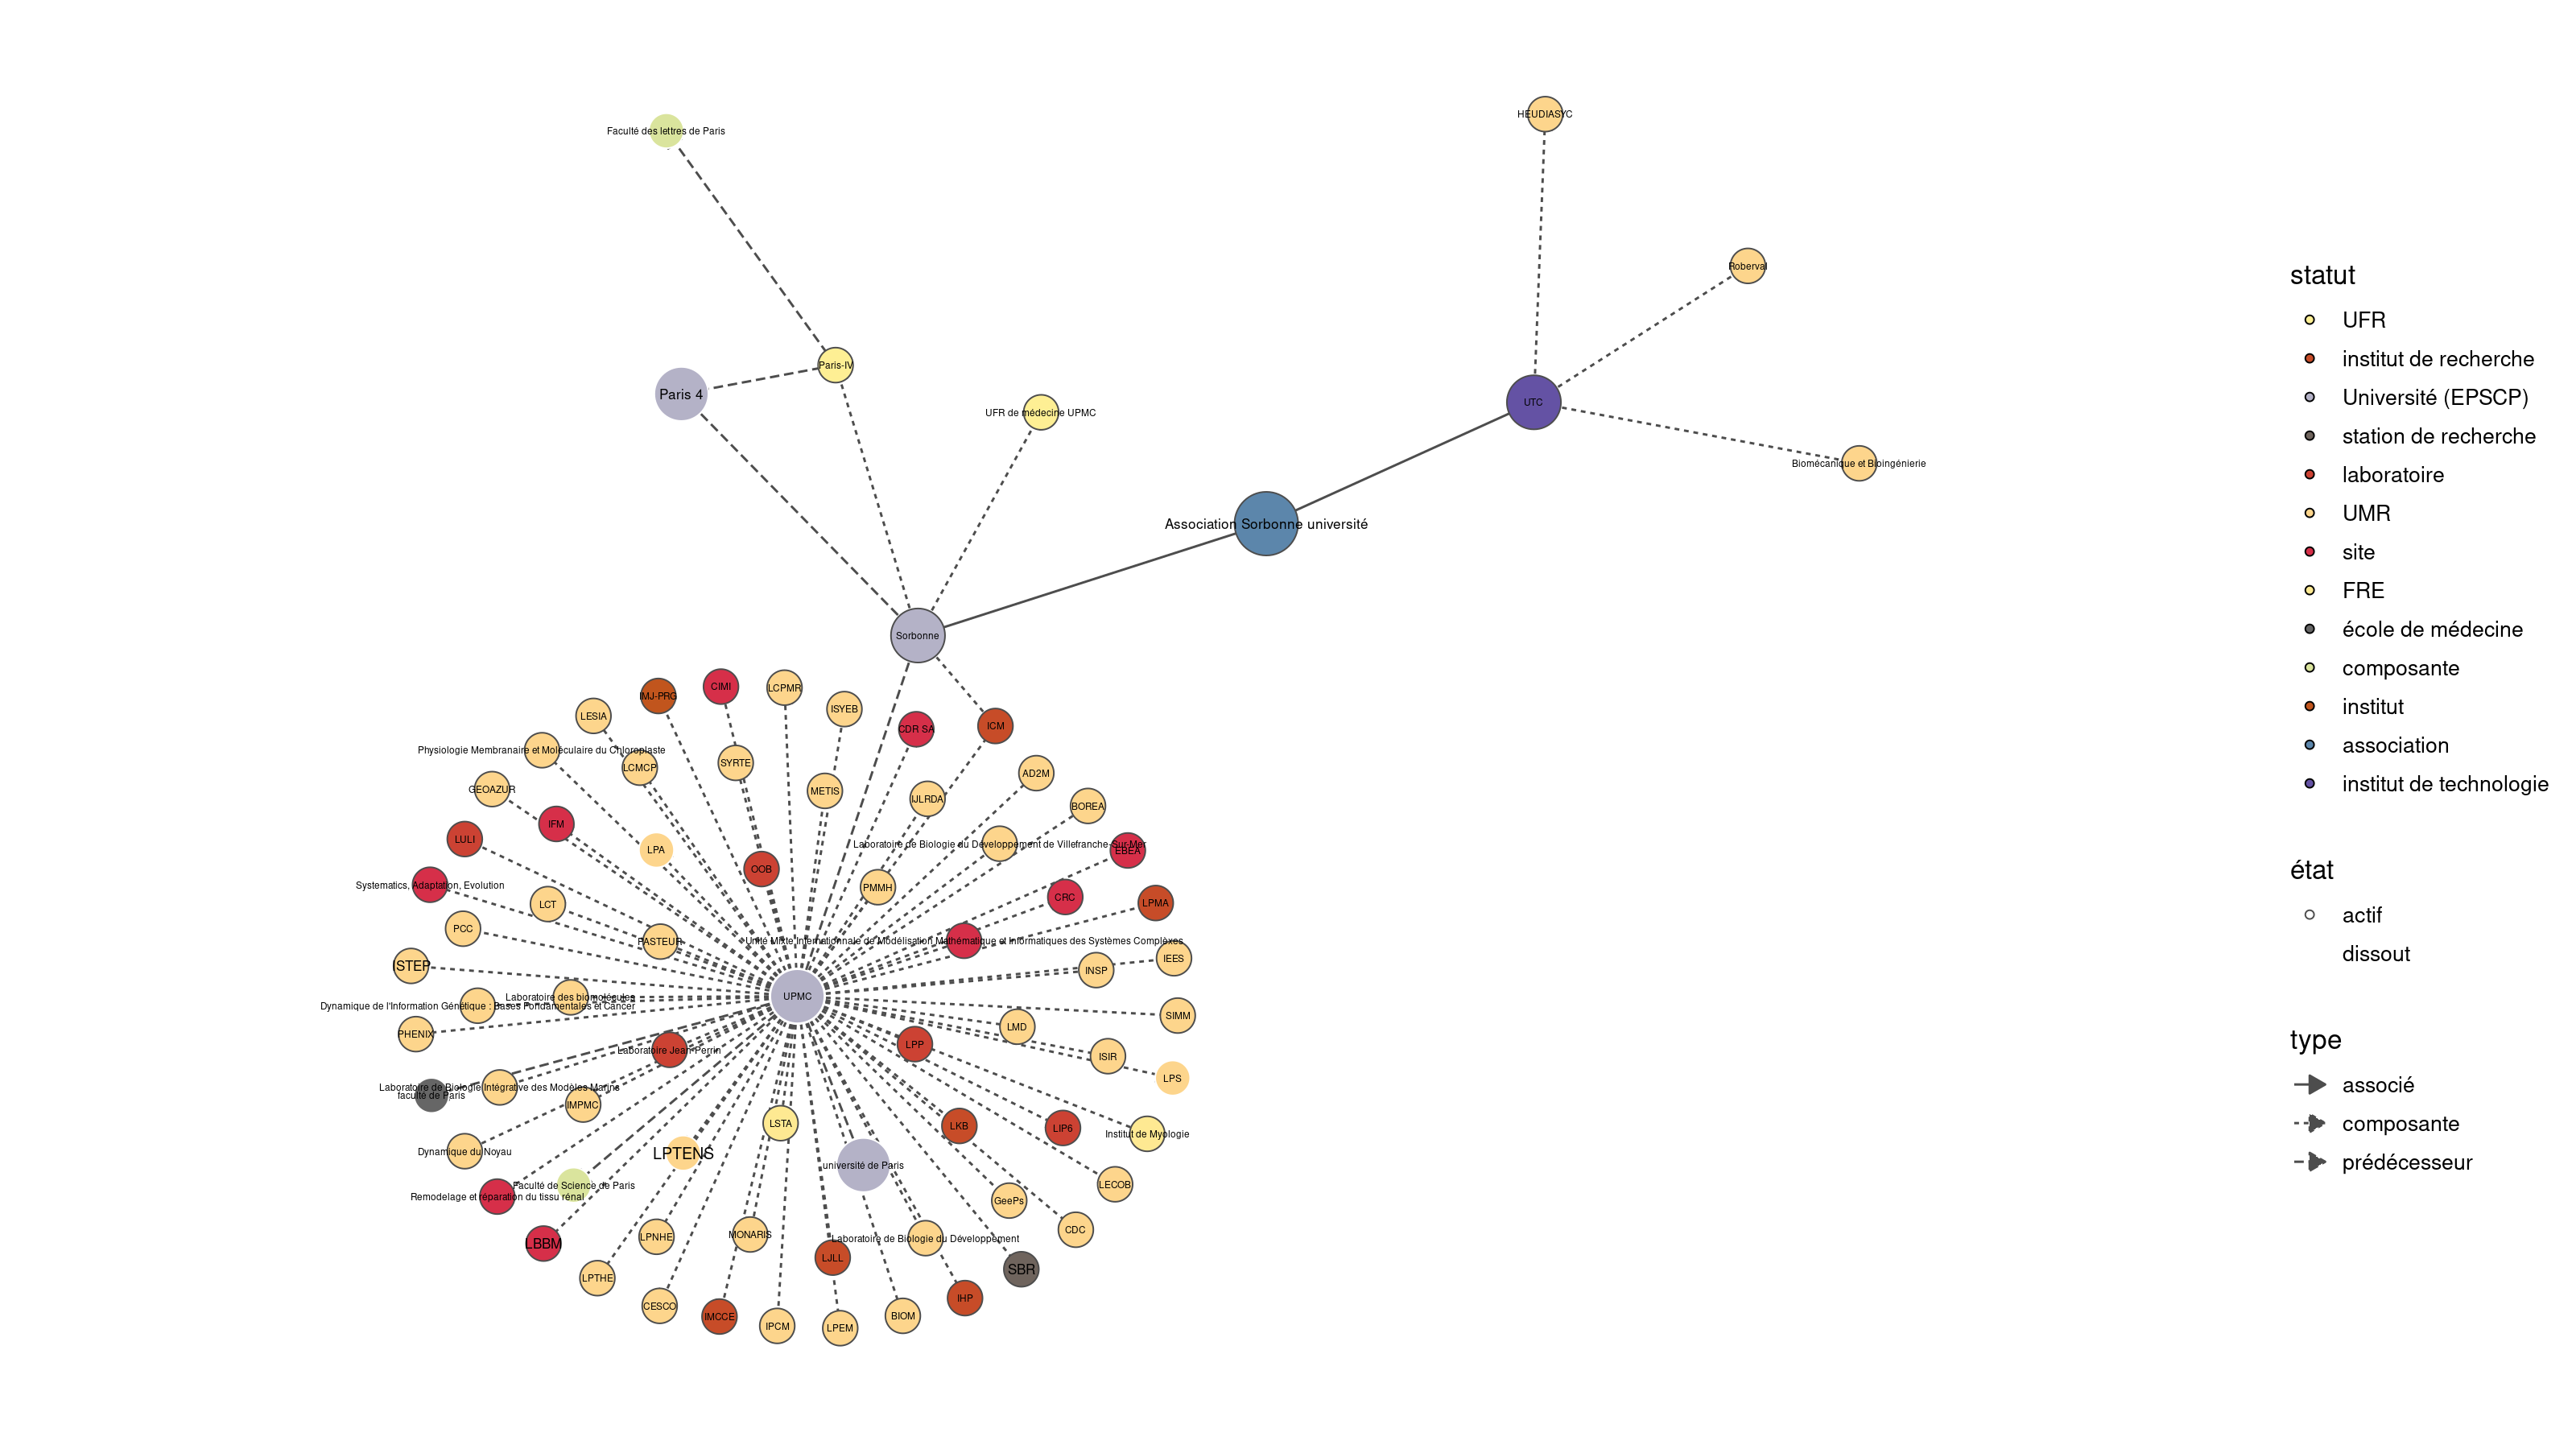 HEUDIASYC
Faculté des lettres de Paris
Roberval
Paris-IV
Paris 4
UTC
UFR de médecine UPMC
Biomécanique et Bioingénierie
Association Sorbonne université
Sorbonne
CIMI
LCPMR
IMJ-PRG
ISYEB
LESIA
CDR SA
ICM
Physiologie Membranaire et Moléculaire du Chloroplaste
SYRTE
LCMCP
AD2M
GEOAZUR
METIS
IJLRDA
BOREA
IFM
LULI
LPA
Laboratoire de Biologie du Développement de Villefranche-Sur-Mer
EBEA
OOB
Systematics, Adaptation, Evolution
PMMH
CRC
LPMA
LCT
PCC
PASTEUR
Unité Mixte Internationnale de Modélisation Mathématique et Informatiques des Systèmes Complexes
IEES
ISTEP
INSP
UPMC
Laboratoire des biomolécules
Dynamique de l'Information Génétique : Bases Fondamentales et Cancer
SIMM
LMD
PHENIX
LPP
Laboratoire Jean Perrin
ISIR
LPS
Laboratoire de Biologie Intégrative des Modèles Marins
faculté de Paris
IMPMC
LSTA
LKB
LIP6
Institut de Myologie
Dynamique du Noyau
LPTENS
université de Paris
Faculté de Science de Paris
LECOB
Remodelage et réparation du tissu renal
GeePs
CDC
MONARIS
LPNHE
Laboratoire de Biologie du Développement
LBBM
LJLL
SBR
LPTHE
IHP
CESCO
IMCCE
BIOM
IPCM
LPEM
statut
UFR
institut de recherche
Université (EPSCP)
station de recherche
laboratoire
UMR
site
FRE
école de médecine
composante
institut
association
institut de technologie
état
actif
dissout
type
associé
composante
prédécesseur